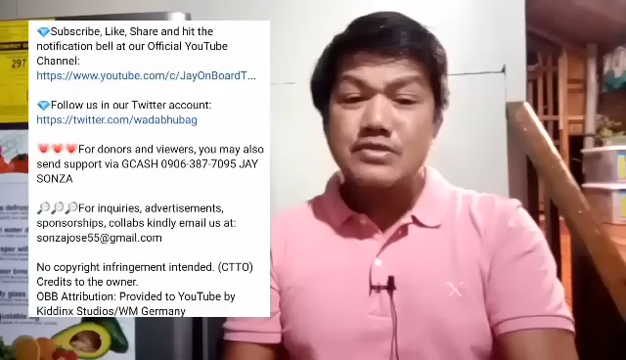 💎Subscribe, Like, Share and hit the
notification bell at our Official YouTube
Channel:
https://www.youtube.com/c/JayOnBoardT...
💎Follow us in our Twitter account:
https://twitter.com/wadabhubag
For donors and viewers, you may also
send support via GCASH 0906-387-7095 JAY
SONZA
🔎🔎🔎For inquiries, advertisements,
sponsorships, collabs kindly email us at:
sonzajose55@gmail.com
No copyright infringement intended. (CTTO)
Credits to the owner.
OBB Attribution: Provided to YouTube by
Kiddinx Studios/WM Germany
297